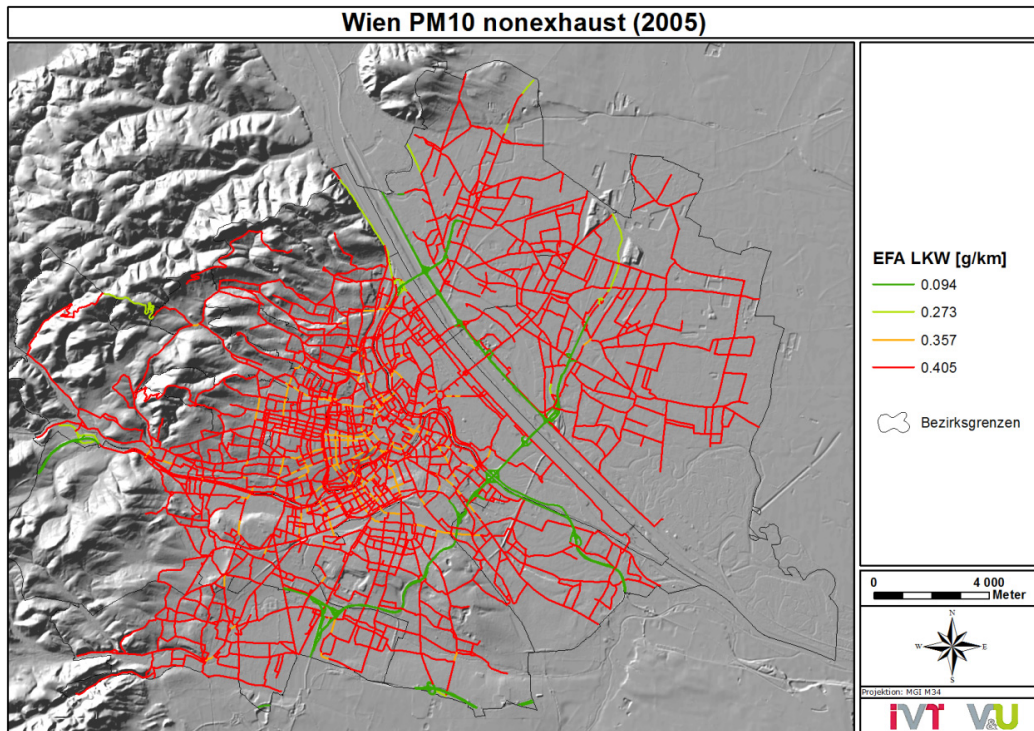 Wien PM10 nonexhaust (2005)
EFA LKW [g/km]
0.094
0.273
0.357
0.405
Bezirksgrenzen
0 4 000
Meter
N
W E
S
Projektion: MGI M34
iVT V&U